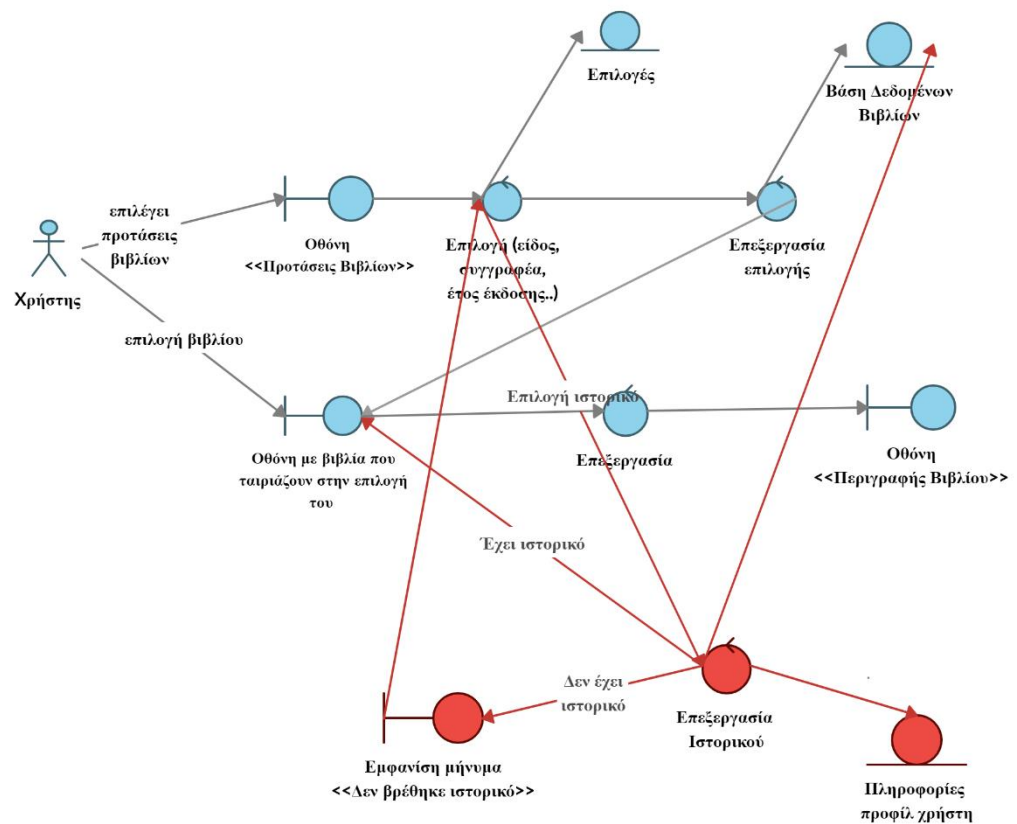 Επιλογές
Βάση Δεδομένων
Βιβλίων
επιλέγει
προτάσεις
βιβλίων
Χρήστης
Οθόνη
<<Προτάσεις Βιβλίων>>
Επιλογή (είδος,
συγγραφέα,
έτος έκδοσης..)
Επεξεργασία
επιλογής
επιλογή βιβλίου
Οθόνη με βιβλία που
ταιριάζουν στην επιλογή
του
Επιλογή ιστορικό
Επεξεργασία
Οθόνη
<<Περιγραφής Βιβλίου>>
Έχει ιστορικό
Δεν έχει
ιστορικό
Επεξεργασία
Ιστορικού
Εμφανίση μήνυμα
<<Δεν βρέθηκε ιστορικό>>
Πληροφορίες
προφίλ χρήστη